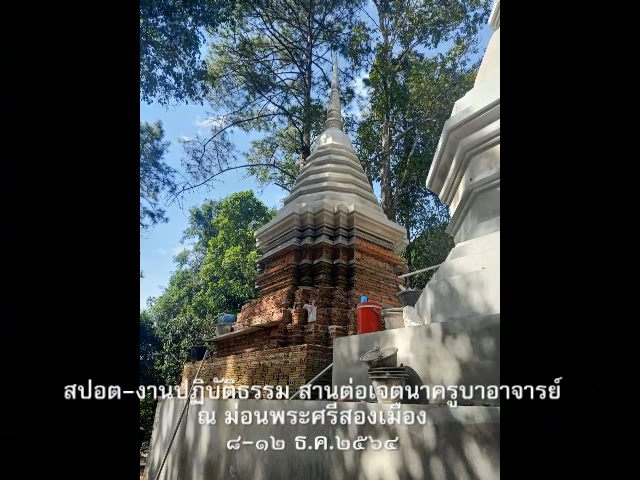 สปอต-งานปฏิบัติธรรม สานต่อเจตนาครูบาอาจารย์
ณ ม่อนพระศรีสองเมือง
๘-๑๒ ธ.ค.๒๕๖๔